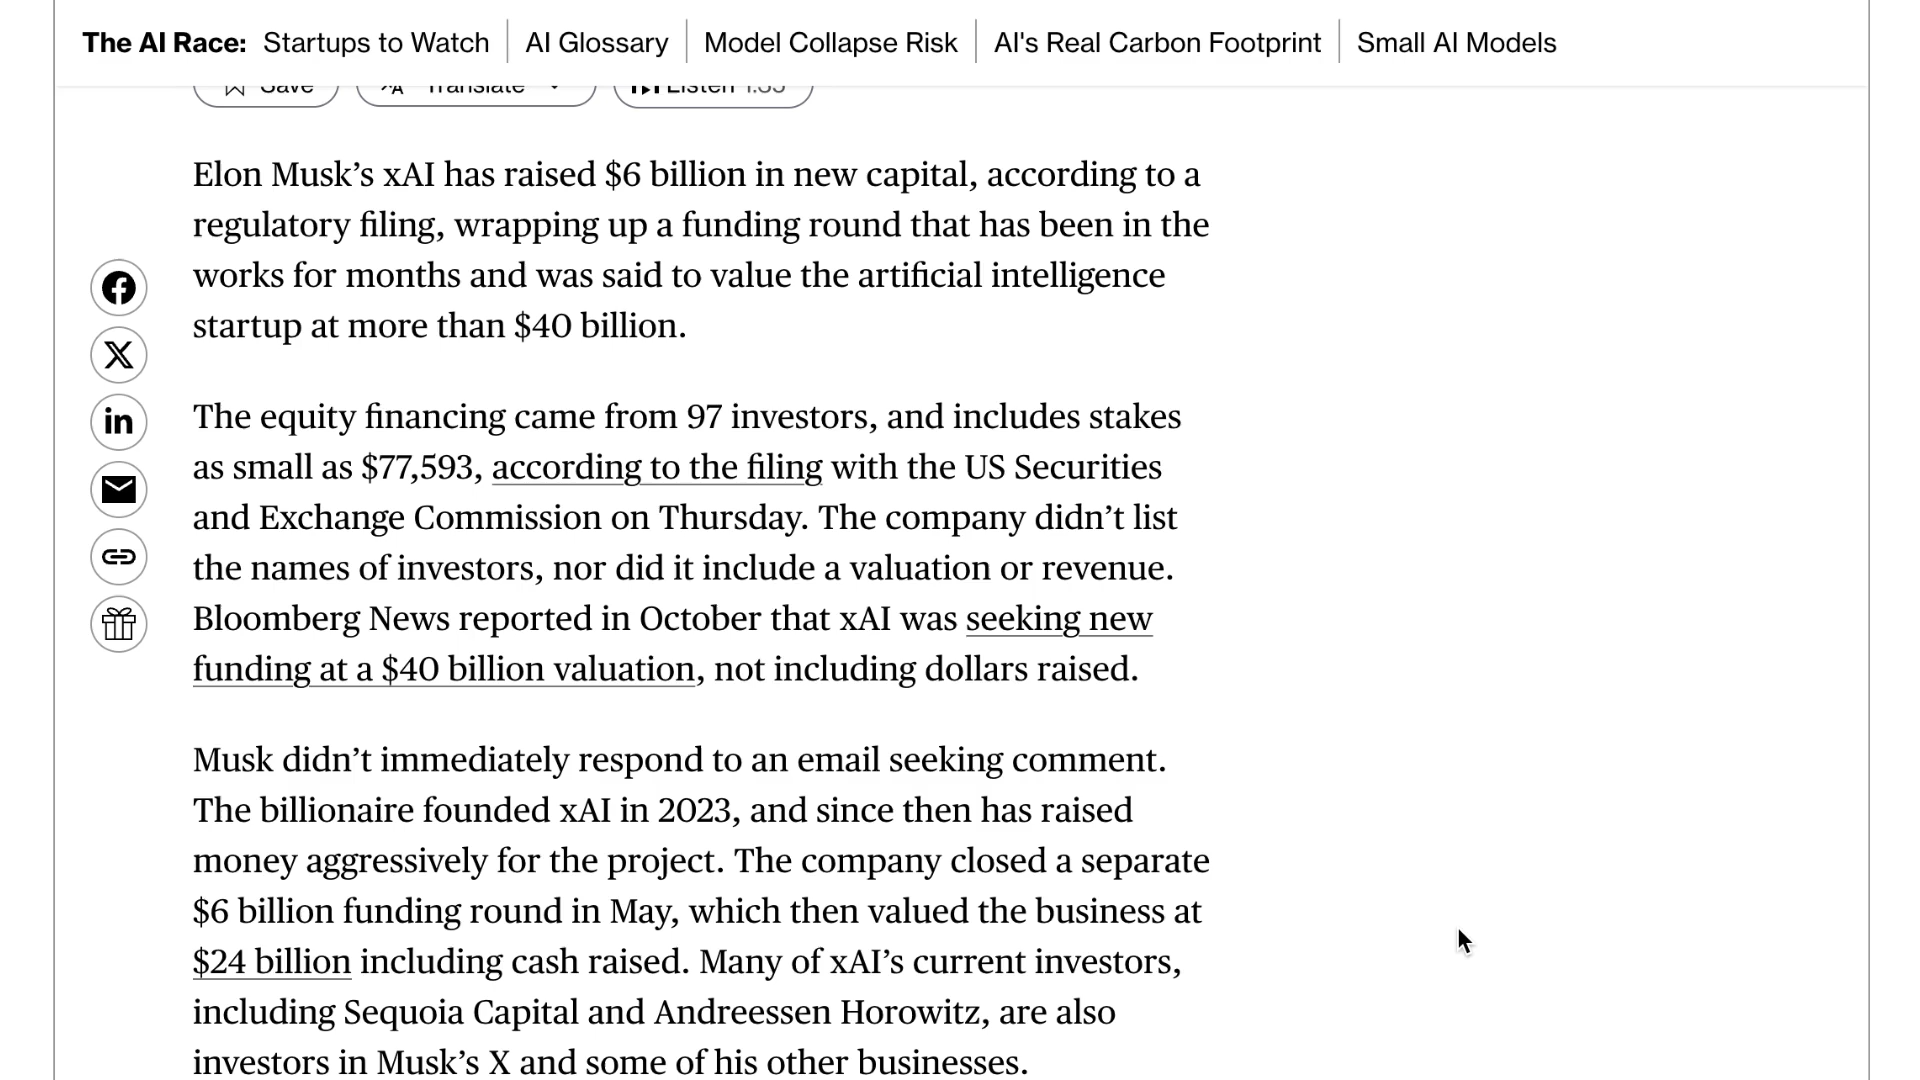 The AI Race: Startups to Watch AI Glossary Model Collapse Risk AI's Real Carbon Footprint Small AI Models
Save Translate Listen 1:35
Elon Musk’s xAI has raised $6 billion in new capital, according to a
regulatory filing, wrapping up a funding round that has been in the
works for months and was said to value the artificial intelligence
startup at more than $40 billion.
The equity financing came from 97 investors, and includes stakes
as small as $77,593, according to the filing with the US Securities
and Exchange Commission on Thursday. The company didn’t list
the names of investors, nor did it include a valuation or revenue.
Bloomberg News reported in October that xAI was seeking new
funding at a $40 billion valuation, not including dollars raised.
Musk didn’t immediately respond to an email seeking comment.
The billionaire founded xAI in 2023, and since then has raised
money aggressively for the project. The company closed a separate
$6 billion funding round in May, which then valued the business at
$24 billion including cash raised. Many of xAI’s current investors,
including Sequoia Capital and Andreessen Horowitz, are also
investors in Musk’s X and some of his other businesses.